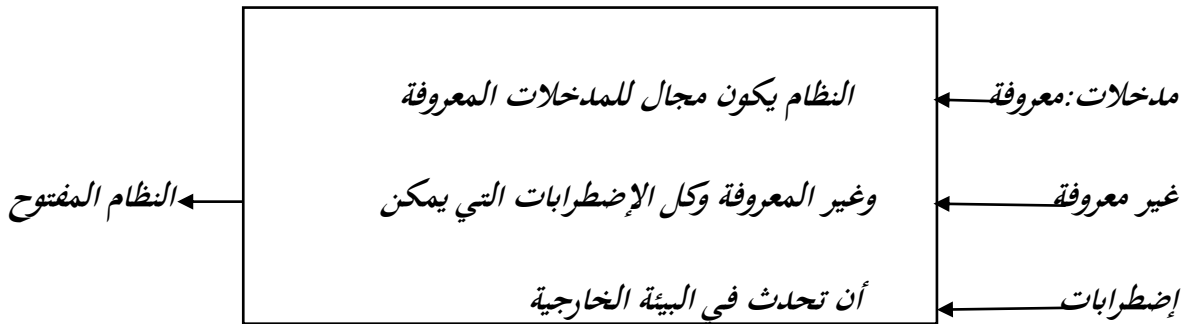 مدخلات:معروفة النظام يكون مجال للمدخلات المعروفة
غير معروفة وغير المعروفة وكل الإضطرابات التي يمكن النظام المفتوح
إضطرابات أن تحدث في البيئة الخارجية